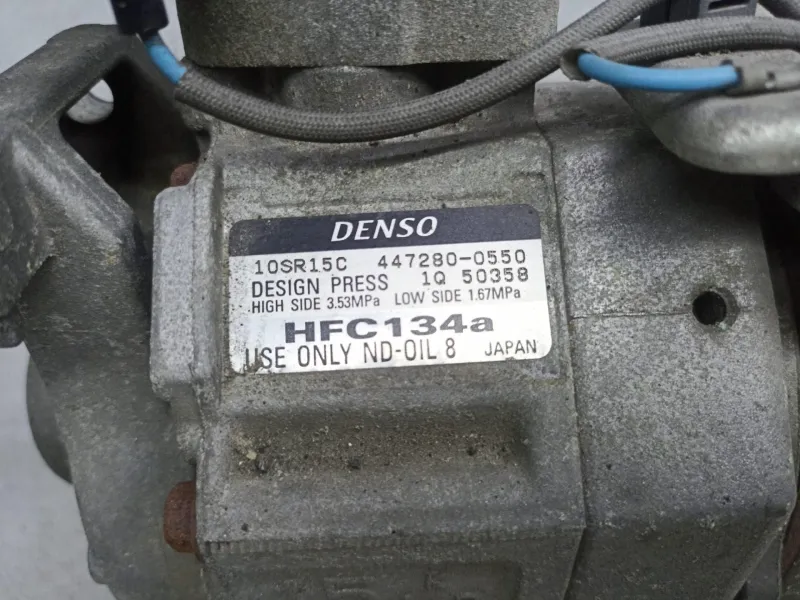 DENSO
10SR15C 447280-0550
DESIGN PRESS 1Q 50358
HIGH SIDE 3.53MPa LOW SIDE 1.67MPa
HFC134a
USE ONLY ND-OIL 8 JAPAN